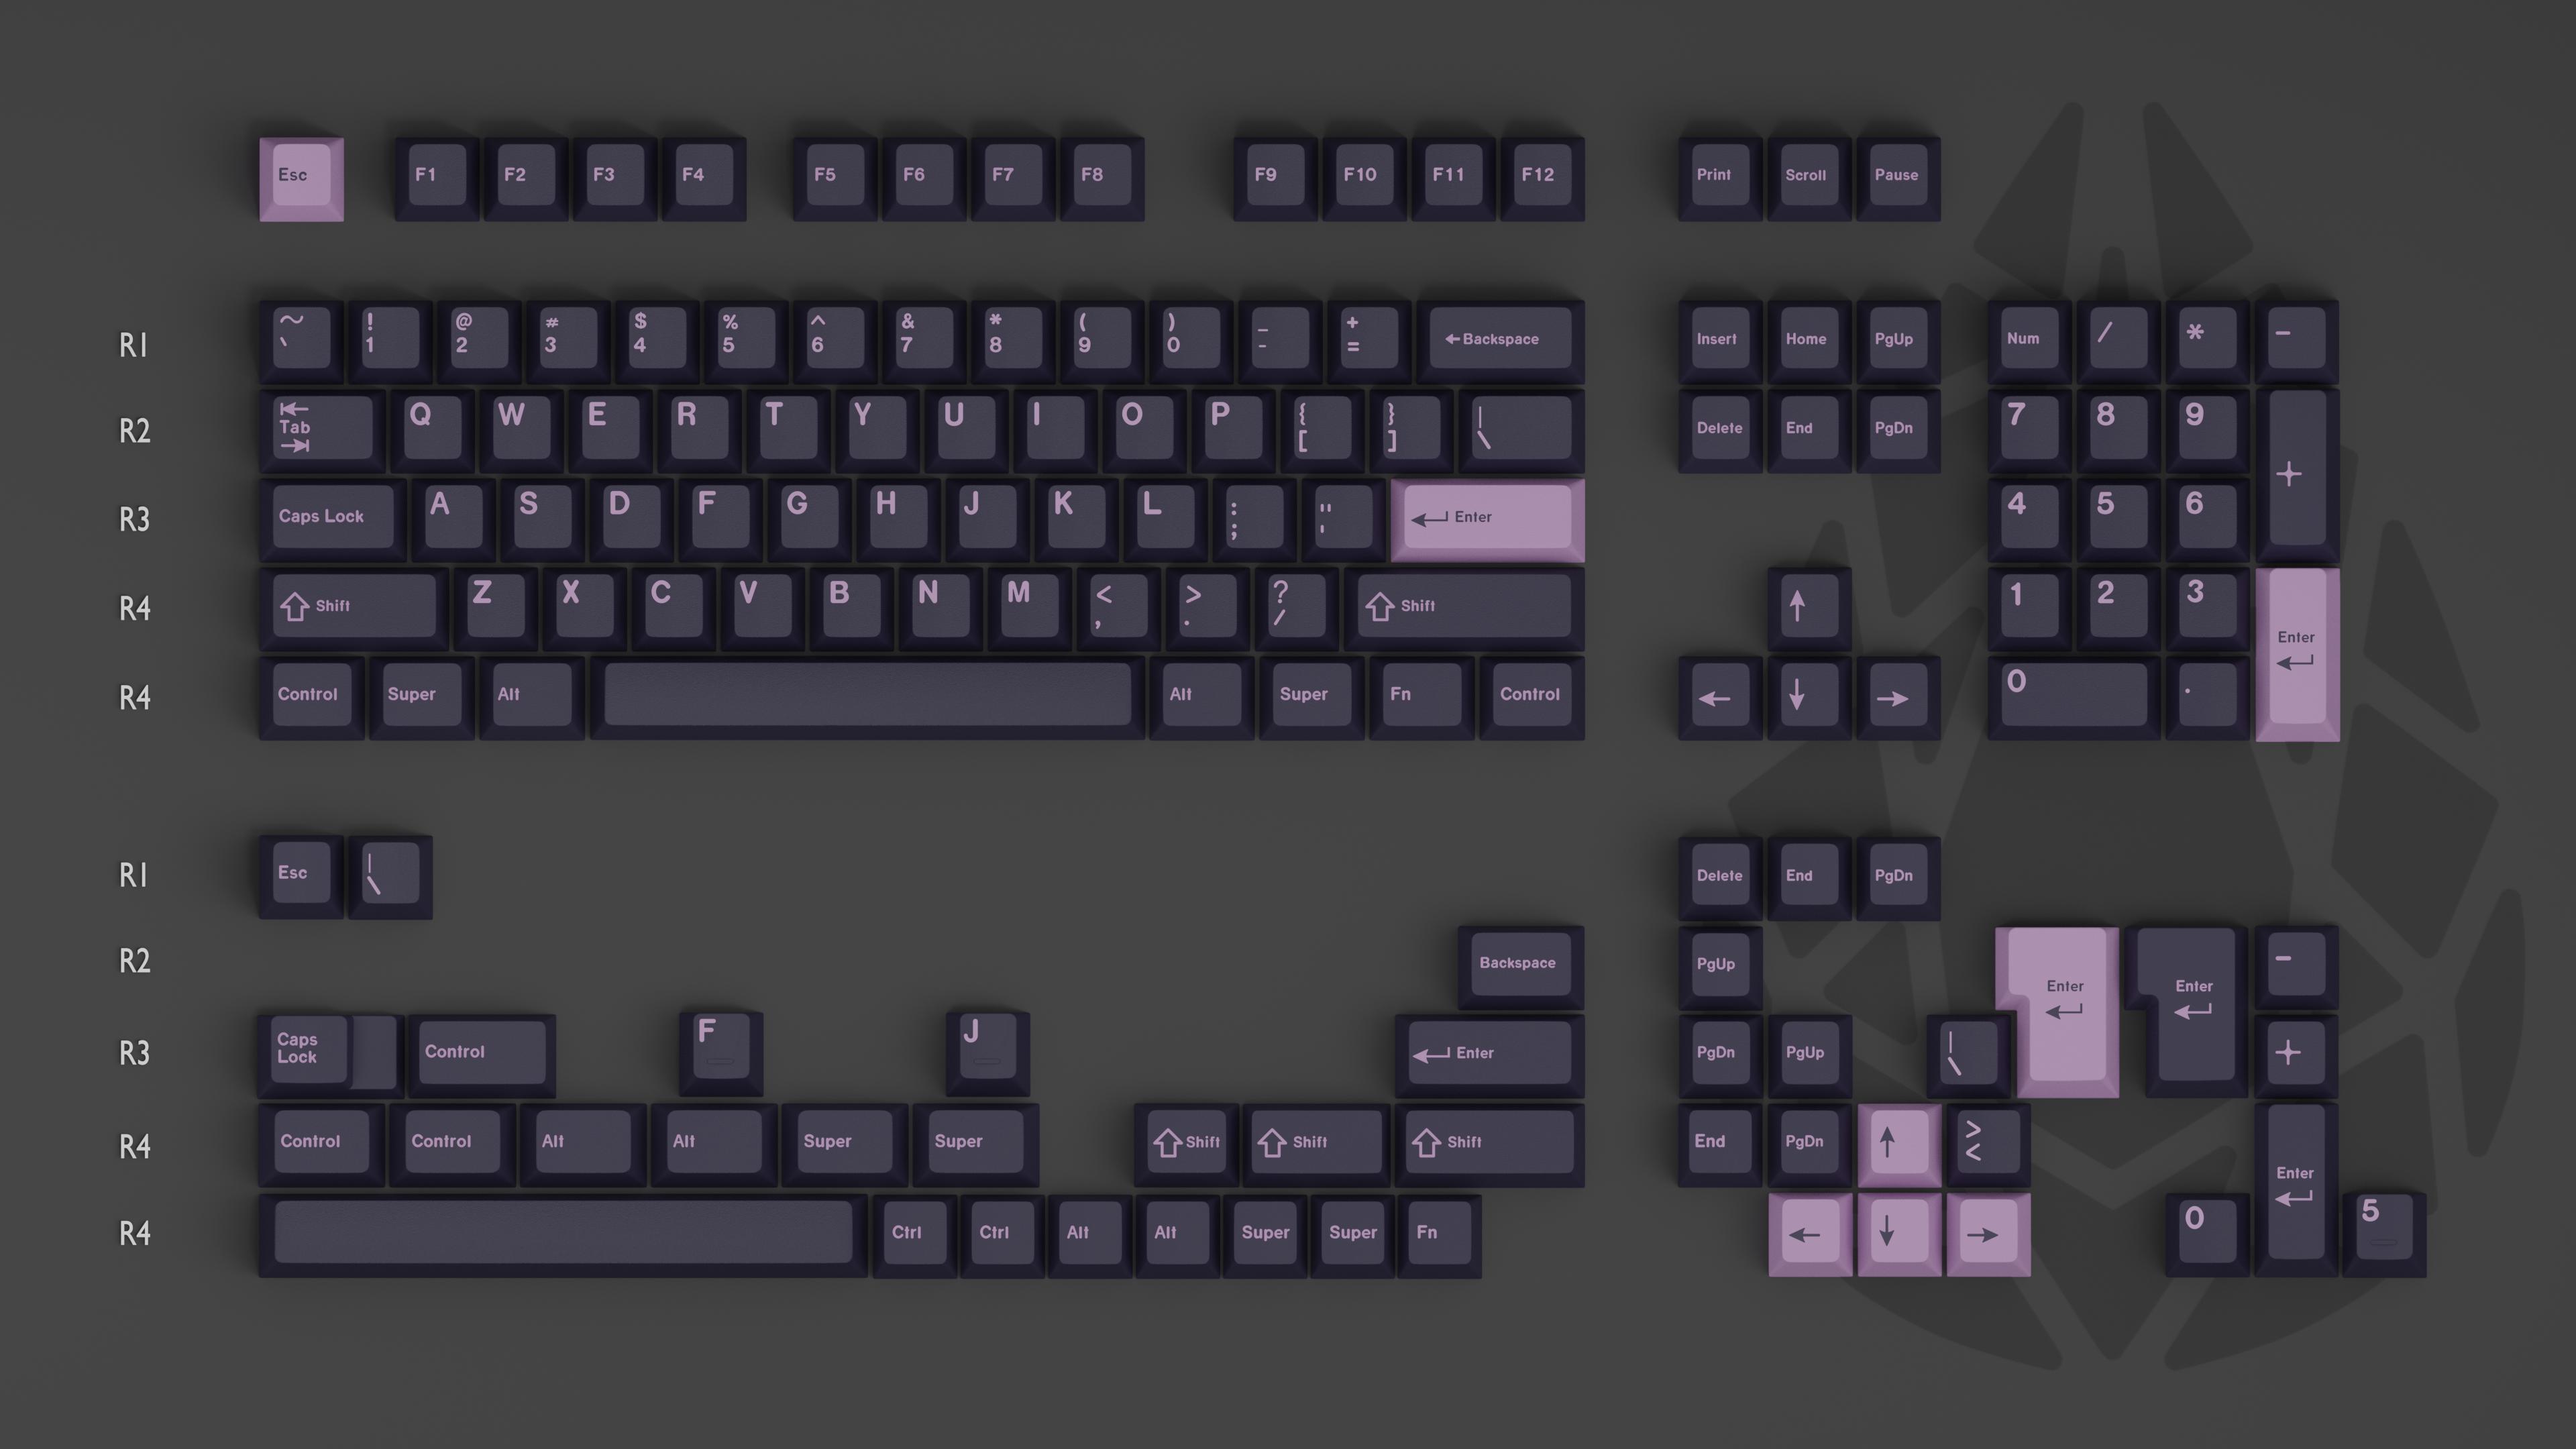 Esc F1 F2 F3 F4 F5 F6 F7 F8 F9 F10 F11 F12 Print Scroll Pause
R1 ~ ` ! 1 @ 2 # 3 $ 4 % 5 ^ 6 & 7 * 8 ( 9 ) 0 _ - + = ← Backspace Insert Home PgUp Num / * -
R2 Tab Q W E R T Y U I O P { [ } ] | \ Delete End PgDn 7 8 9 +
R3 Caps Lock A S D F G H J K L : ; " ' Enter 4 5 6
R4 Shift Z X C V B N M < , > . ? / Shift ↑ 1 2 3 Enter
R4 Control Super Alt Alt Super Fn Control ← ↓ → 0 .
R1 Esc | \ Delete End PgDn
R2 Backspace PgUp Enter Enter -
R3 Caps Lock Control F J Enter PgDn PgUp | \ +
R4 Control Control Alt Alt Super Super Shift Shift Shift End PgDn ↑ > < Enter
R4 Ctrl Ctrl Alt Alt Super Super Fn ← ↓ → 0 5